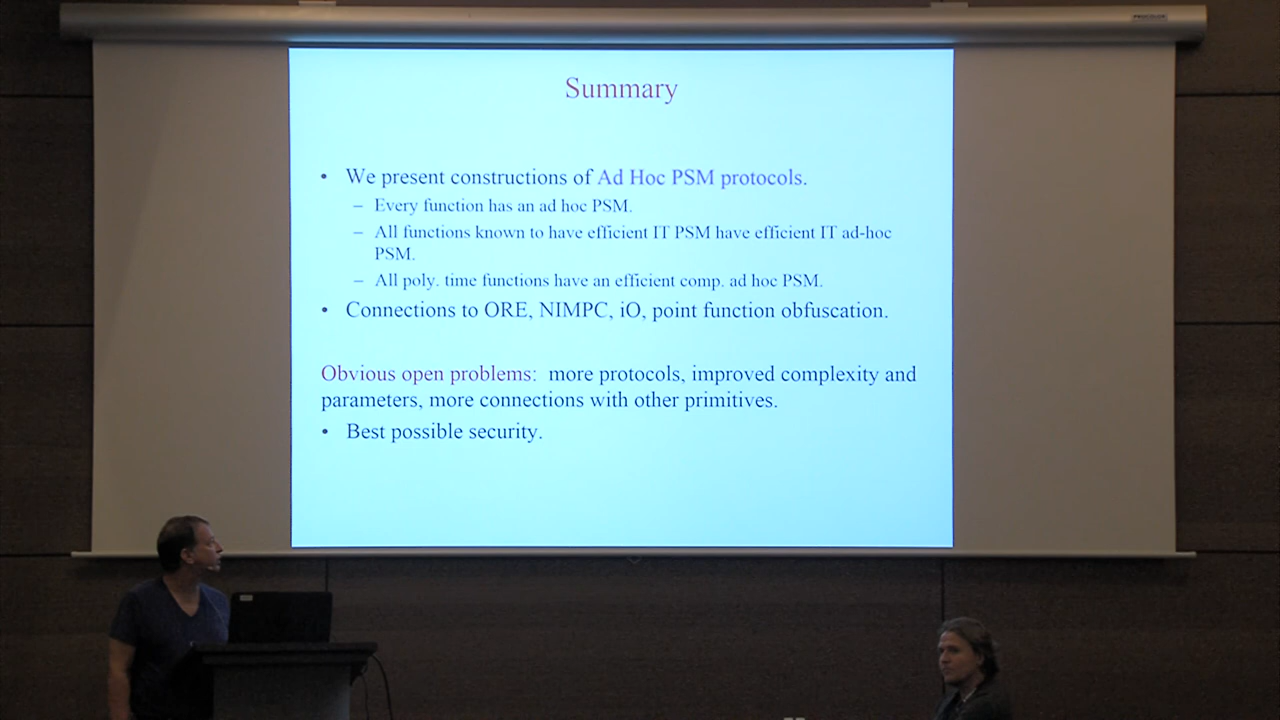 Summary
• We present constructions of Ad Hoc PSM protocols.
– Every function has an ad hoc PSM.
– All functions known to have efficient IT PSM have efficient IT ad-hoc
PSM.
– All poly. time functions have an efficient comp. ad hoc PSM.
• Connections to ORE, NIMPC, iO, point function obfuscation.
Obvious open problems: more protocols, improved complexity and
parameters, more connections with other primitives.
• Best possible security.